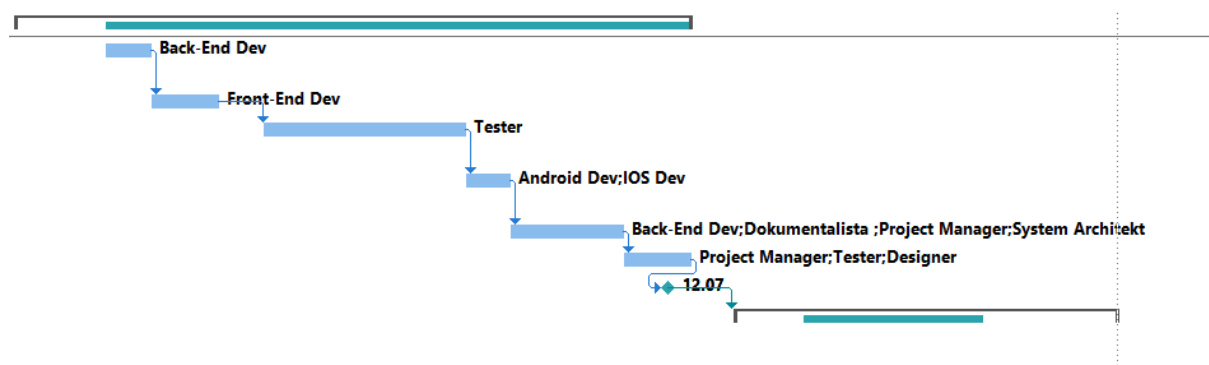 Back-End Dev
Front-End Dev
Tester
Android Dev;IOS Dev
Back-End Dev;Dokumentalista ;Project Manager;System Architekt
Project Manager;Tester;Designer
12.07